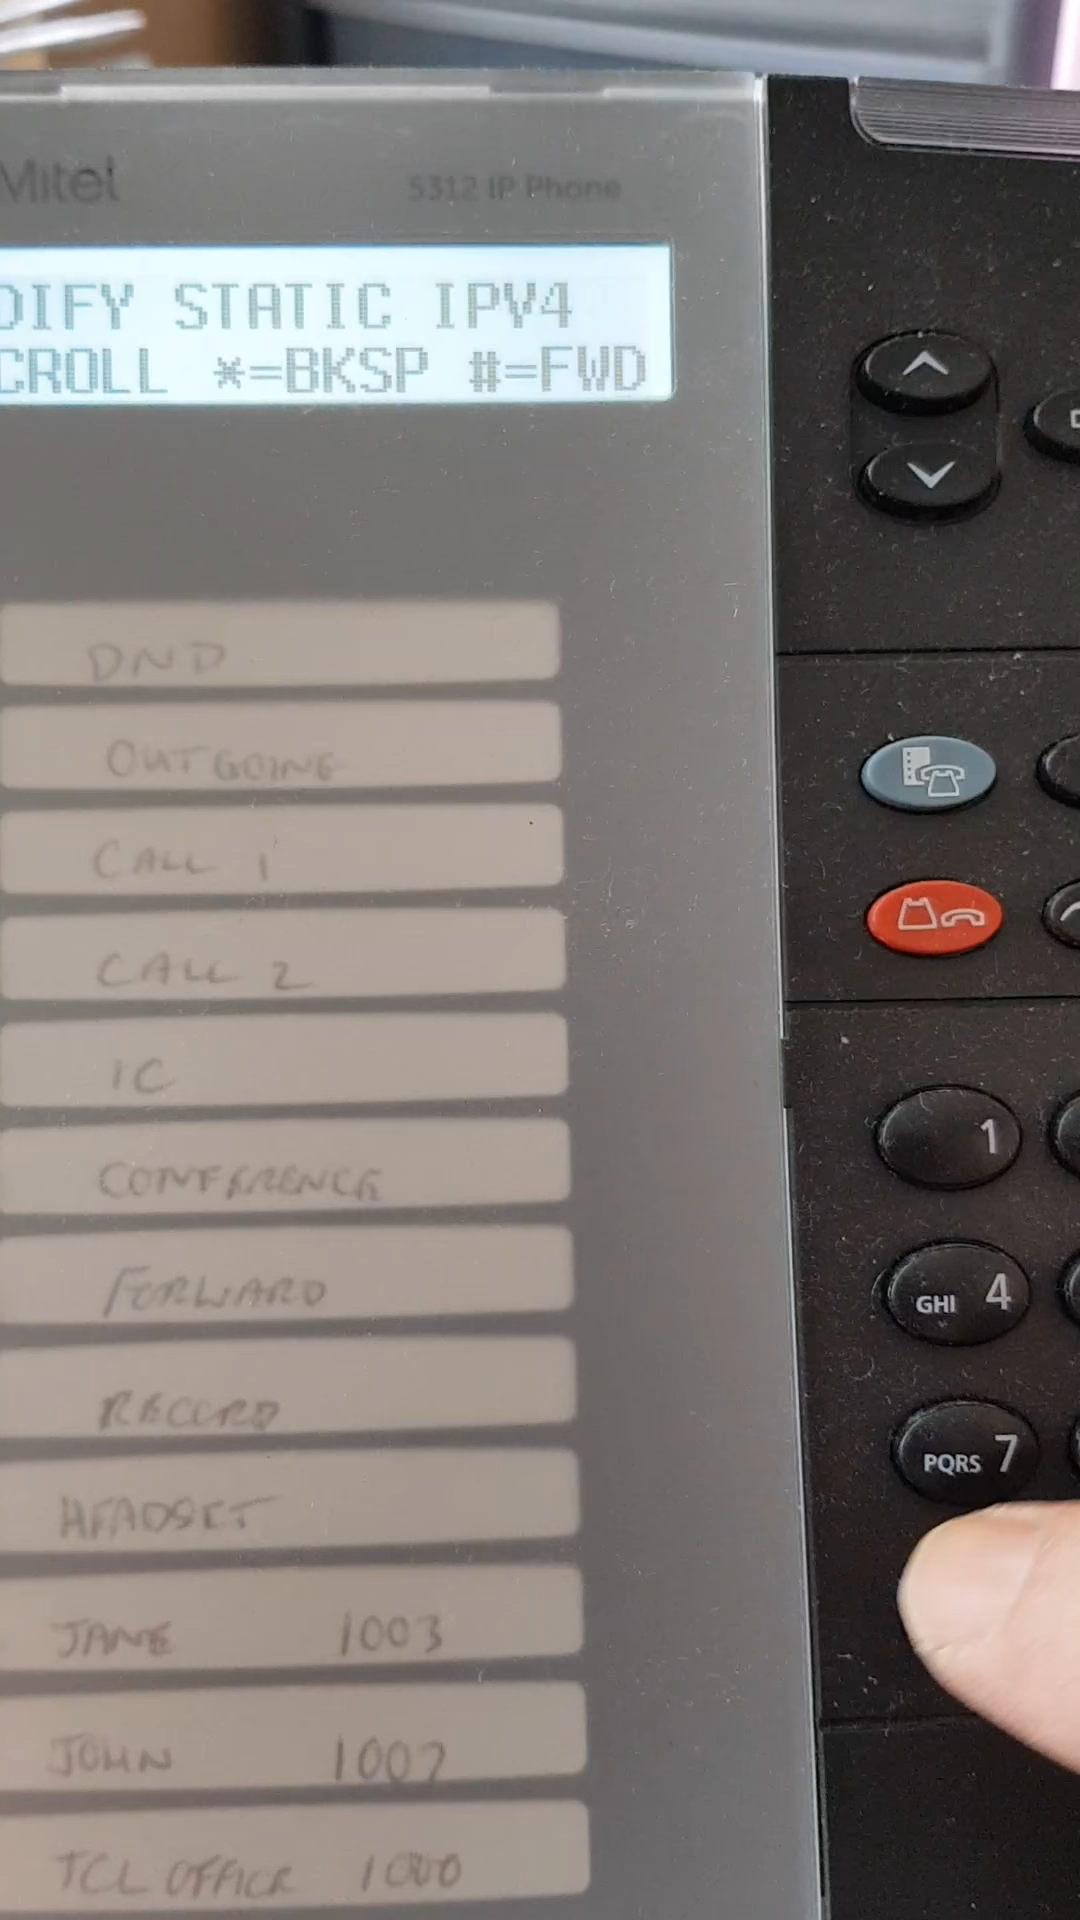 Mitel
5312 IP Phone
DIFY STATIC IPV4
CROLL *=BKSP #=FWD
DND
OUTGOING
CALL 1
CALL 2
IC
CONFERENCE
FORWARD
RECORD
HEADSET
JANE 1003
JOHN 1007
TCL OFFICE 1000
1
GHI 4
PQRS 7